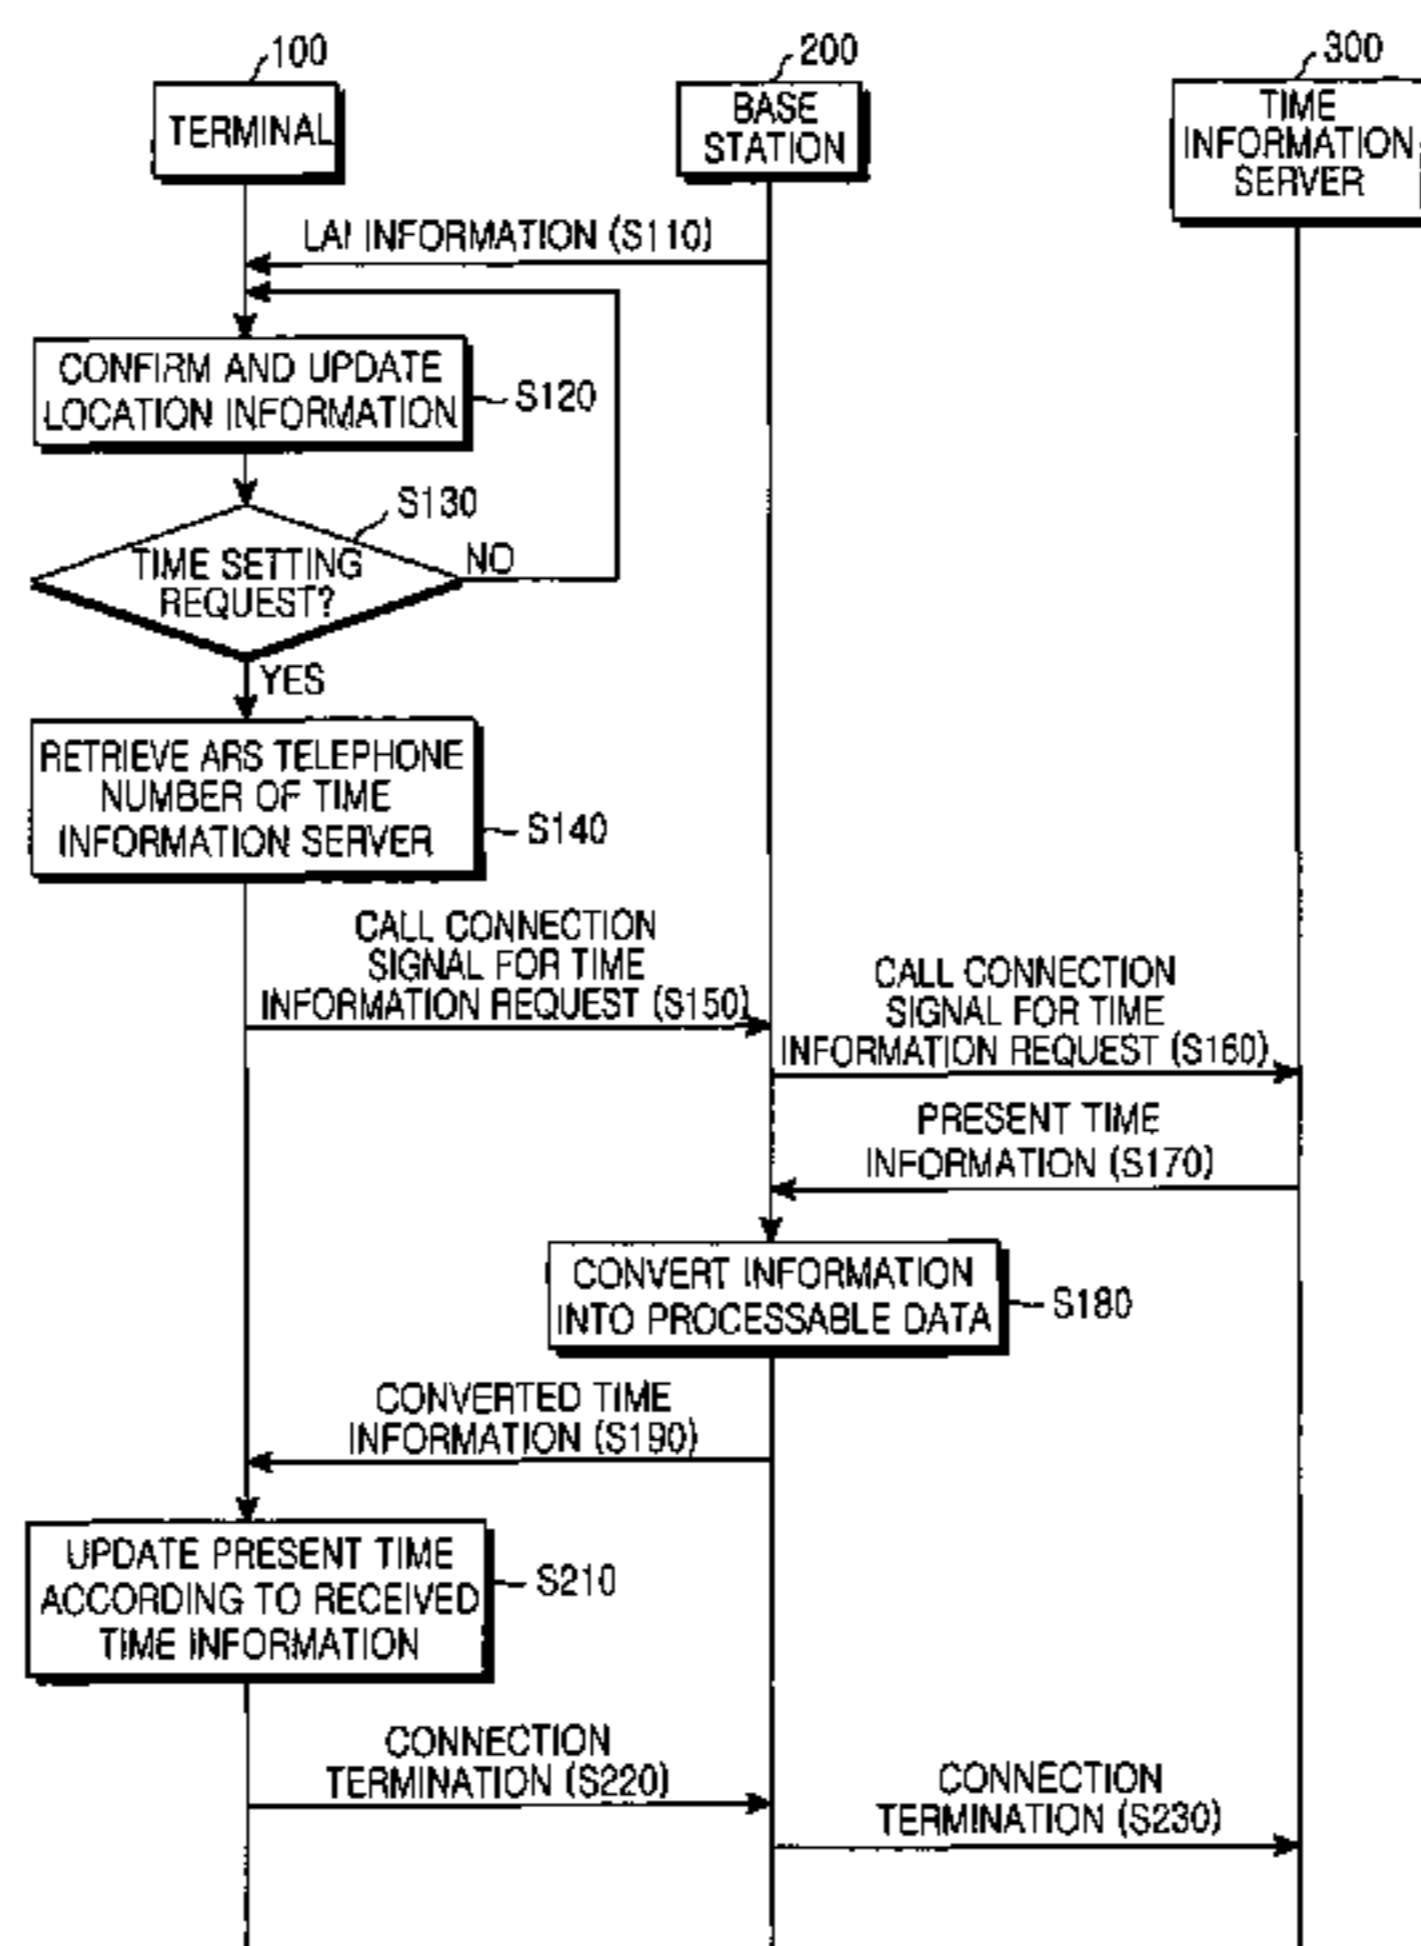 100
200
300
TERMINAL
BASE
STATION
TIME
INFORMATION
SERVER
LAI INFORMATION (S110)
CONFIRM AND UPDATE
LOCATION INFORMATION
S120
S130
TIME SETTING
REQUEST?
NO
YES
RETRIEVE ARS TELEPHONE
NUMBER OF TIME
INFORMATION SERVER
S140
CALL CONNECTION
SIGNAL FOR TIME
INFORMATION REQUEST (S150)
CALL CONNECTION
SIGNAL FOR TIME
INFORMATION REQUEST (S160)
PRESENT TIME
INFORMATION (S170)
CONVERT INFORMATION
INTO PROCESSABLE DATA
S180
CONVERTED TIME
INFORMATION (S190)
UPDATE PRESENT TIME
ACCORDING TO RECEIVED
TIME INFORMATION
S210
CONNECTION
TERMINATION (S220)
CONNECTION
TERMINATION (S230)